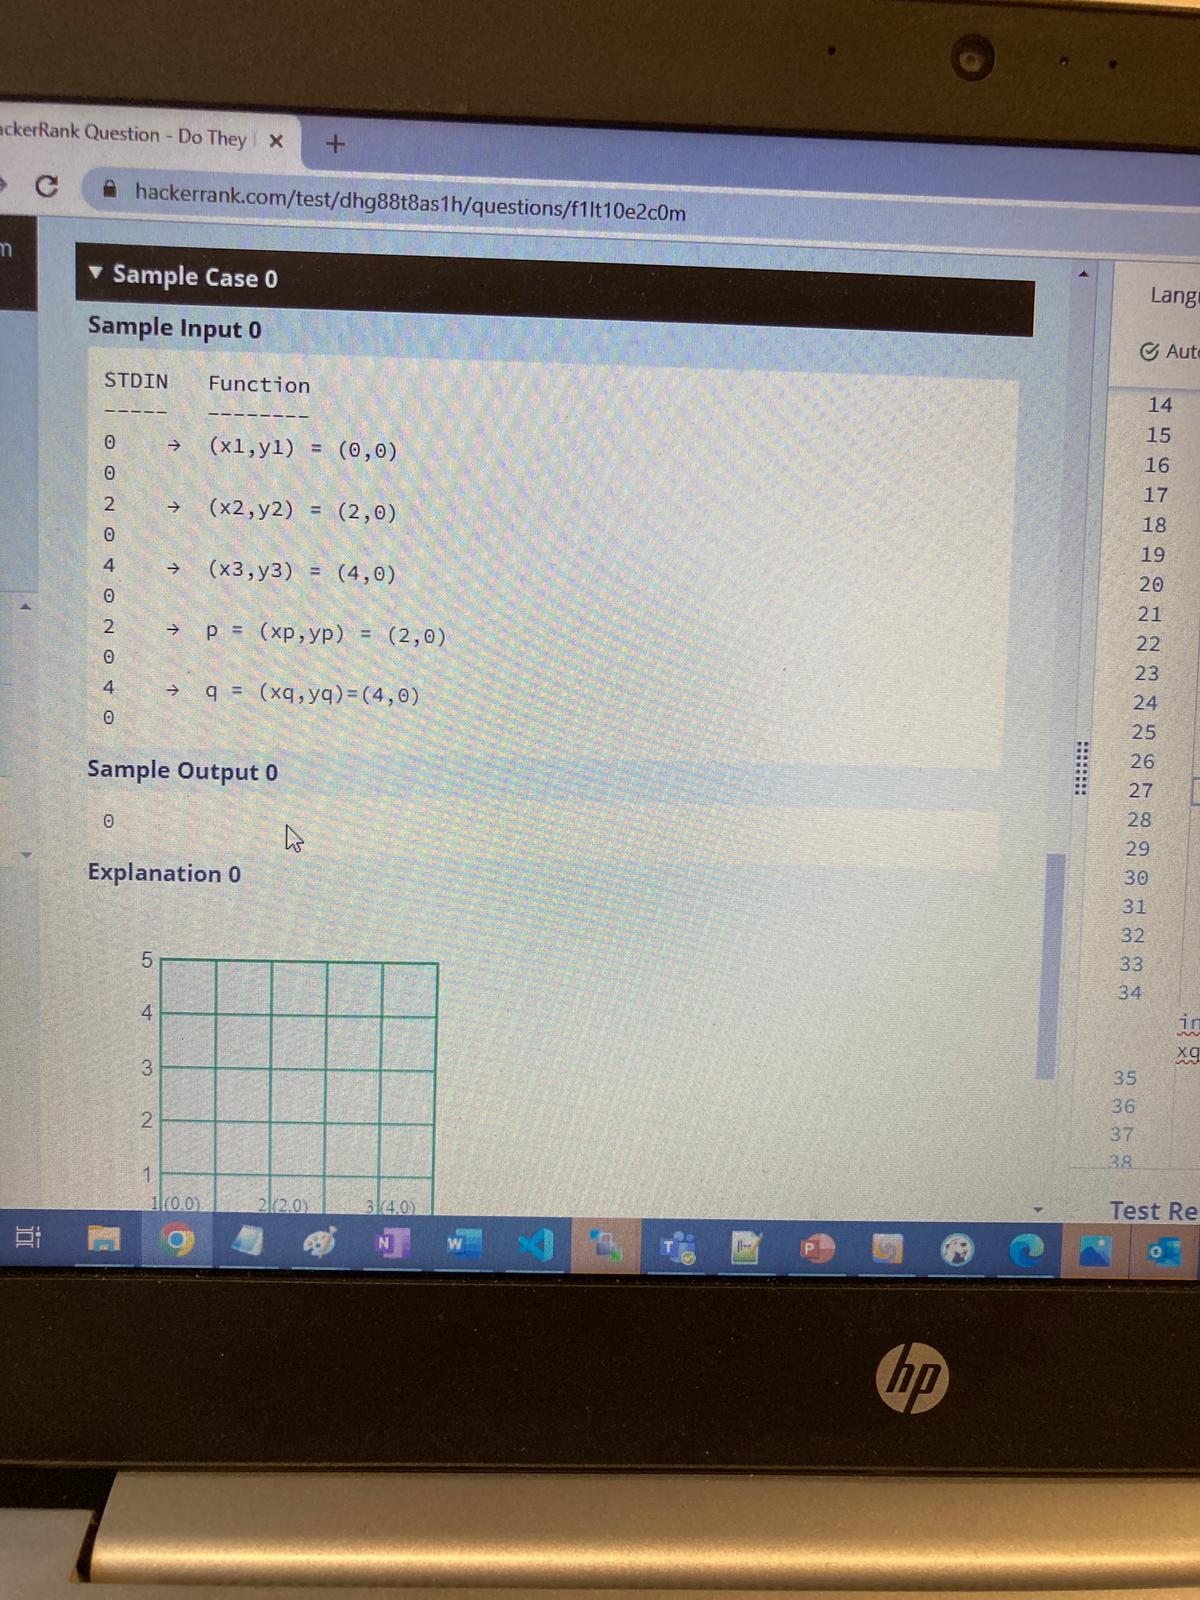 ackerRank Question - Do They
hackerrank.com/test/dhg88t8as1h/questions/f1lt10e2c0m
m
▼ Sample Case 0
Sample Input 0
STDIN Function
----- --------
0 → (x1,y1) = (0,0)
0
2 → (x2,y2) = (2,0)
0
4 → (x3,y3) = (4,0)
0
2 → p = (xp,yp) = (2,0)
0
4 → q = (xq,yq)=(4,0)
0
Sample Output 0
0
Explanation 0
5
4
3
2
1
1(0.0) 2(2.0) 3(4.0)
Langu
Auto
14
15
16
17
18
19
20
21
22
23
24
25
26
27
28
29
30
31
32
33
34
in
xq
35
36
37
38
Test Re
N W T P O
hp